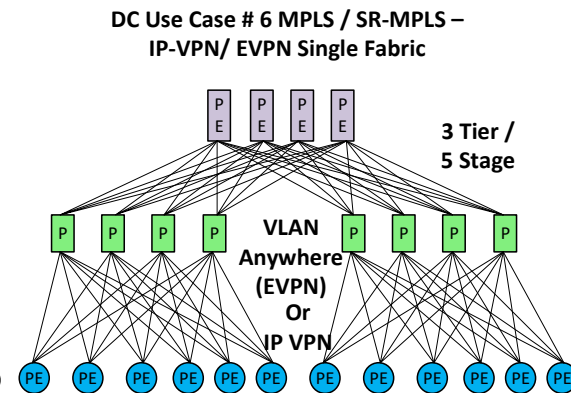 DC Use Case # 6 MPLS / SR-MPLS –
IP-VPN/ EVPN Single Fabric
P P P P
E E E E
3 Tier /
5 Stage
P P P P P P P P
VLAN
Anywhere
(EVPN)
Or
IP VPN
PE PE PE PE PE PE PE PE PE PE PE PE